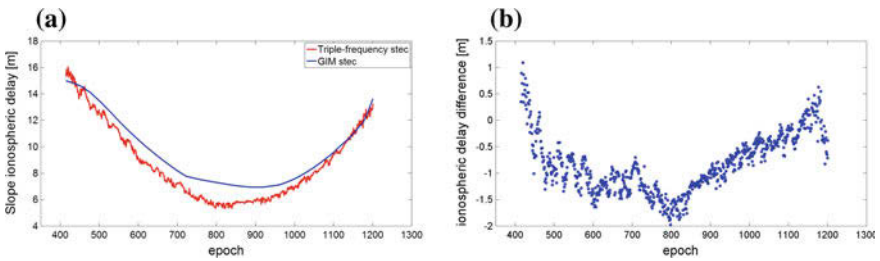 (a)
Slope ionospheric delay [m]
18
16
14
12
10
8
6
4
Triple-frequency stec
GIM stec
400 500 600 700 800 900 1000 1100 1200 1300
epoch
(b)
ionospheric delay difference [m]
1.5
1
0.5
0
-0.5
-1
-1.5
-2
400 500 600 700 800 900 1000 1100 1200 1300
epoch